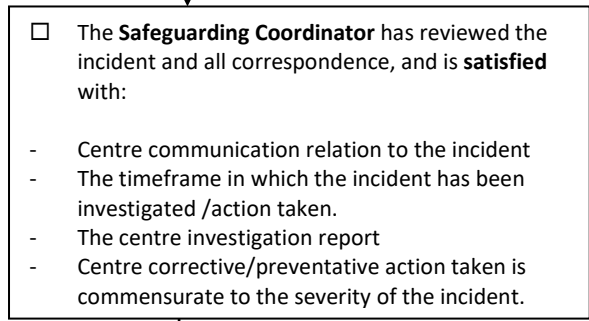 ☐ The Safeguarding Coordinator has reviewed the
incident and all correspondence, and is satisfied
with:
- Centre communication relation to the incident
- The timeframe in which the incident has been
investigated /action taken.
- The centre investigation report
- Centre corrective/preventative action taken is
commensurate to the severity of the incident.